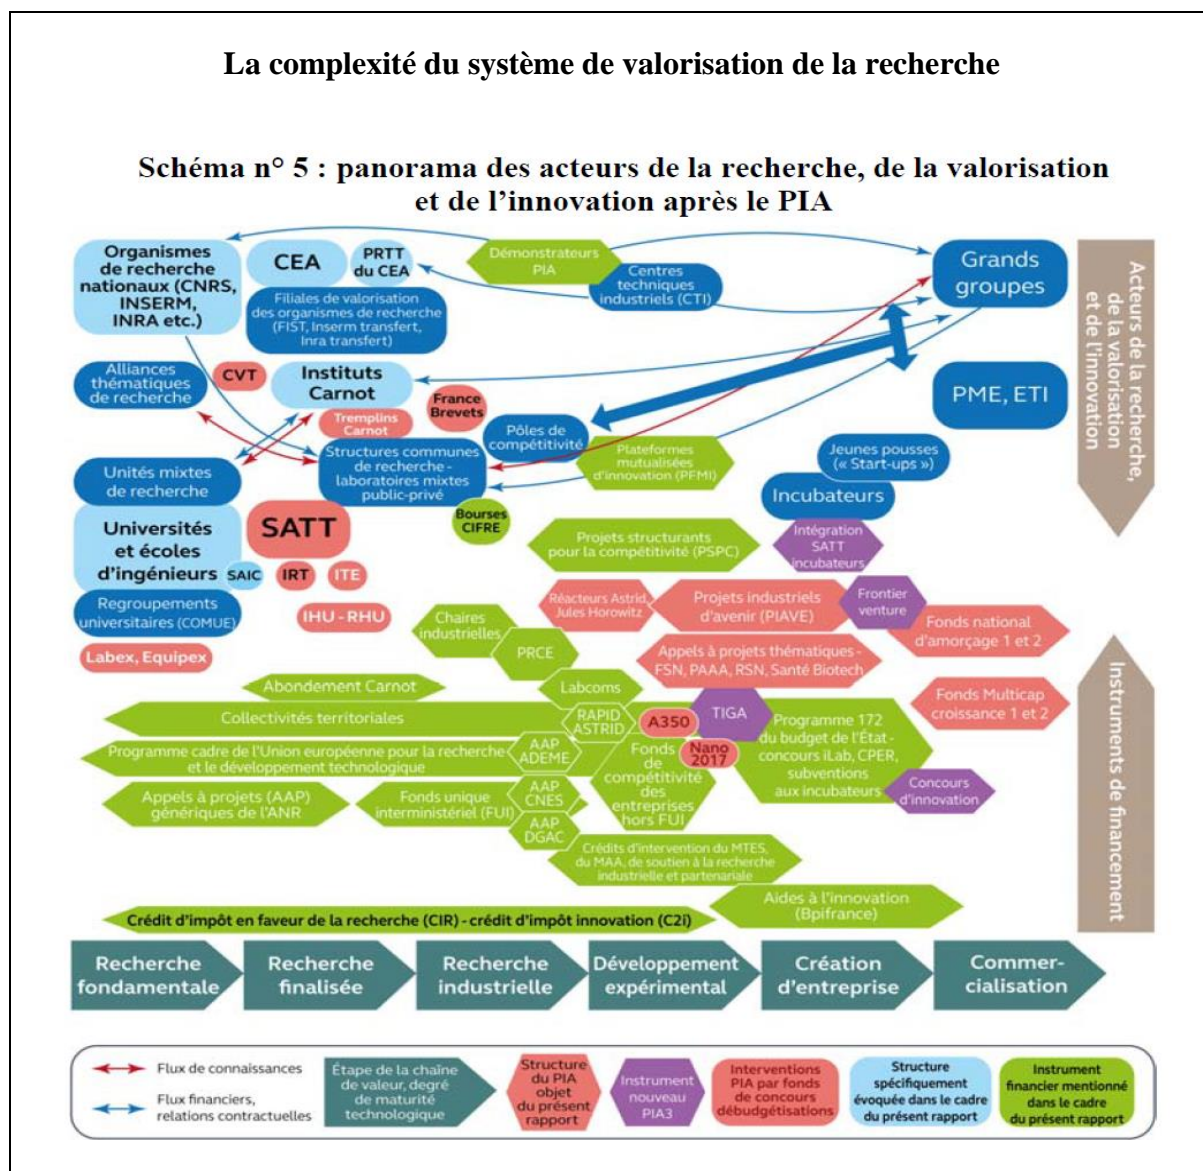 La complexité du système de valorisation de la recherche
Schéma n° 5 : panorama des acteurs de la recherche, de la valorisation
et de l'innovation après le PIA
Organismes
de recherche
nationaux (CNRS,
INSERM,
INRA etc.)
CEA
PRTT
du CEA
Démonstrateurs
PIA
Centres
techniques
industriels (CTI)
Grands
groupes
Acteurs de la recherche,
de la valorisation
et de l'innovation
Filiales de valorisation
des organismes de recherche
(FIST, Inserm transfert,
Inra transfert)
Alliances
thématiques
de recherche
CVT
Instituts
Carnot
Tremplins
Carnot
France
Brevets
PME, ETI
Pôles de
compétitivité
Structures communes
de recherche -
laboratoires mixtes
public-privé
Plateformes
mutualisées
d'innovation (PFMI)
Jeunes pousses
(« Start-ups »)
Incubateurs
Unités mixtes
de recherche
Bourses
CIFRE
Universités
et écoles
d'ingénieurs
SATT
SAIC
IRT
ITE
Projets structurants
pour la compétitivité (PSPC)
Intégration
SATT
incubateurs
Regroupements
universitaires (COMUE)
IHU - RHU
Labex, Equipex
Chaires
industrielles
PRCE
Réacteurs Astrid,
Jules Horowitz
Projets industriels
d'avenir (PIAVE)
Frontier
venture
Fonds national
d'amorçage 1 et 2
Appels à projets thématiques -
FSN, PAAA, RSN, Santé Biotech
Abondement Carnot
Labcoms
Fonds Multicap
croissance 1 et 2
Instruments de financement
Collectivités territoriales
RAPID
ASTRID
A350
TIGA
Programme 172
du budget de l'État -
concours iLab, CPER,
subventions
aux incubateurs
Programme cadre de l'Union européenne pour la recherche
et le développement technologique
AAP
ADEME
Nano
2017
Fonds
de
compétitivité
des
entreprises
hors FUI
Concours
d'innovation
Appels à projets (AAP)
génériques de l'ANR
Fonds unique
interministériel (FUI)
AAP
CNES
AAP
DGAC
Crédits d'intervention du MTES,
du MAA, de soutien à la recherche
industrielle et partenariale
Aides à l'innovation
(Bpifrance)
Crédit d'impôt en faveur de la recherche (CIR) - crédit d'impôt innovation (C2i)
Recherche
fondamentale
Recherche
finalisée
Recherche
industrielle
Développement
expérimental
Création
d'entreprise
Commer-
cialisation
Flux de connaissances
Flux financiers,
relations contractuelles
Étape de la chaîne
de valeur, degré
de maturité
technologique
Structure
du PIA
objet
du présent
rapport
Instrument
nouveau
PIA3
Interventions
PIA par fonds
de concours
débudgétisations
Structure
spécifiquement
évoquée dans le cadre
du présent rapport
Instrument
financier mentionné
dans le cadre
du présent rapport